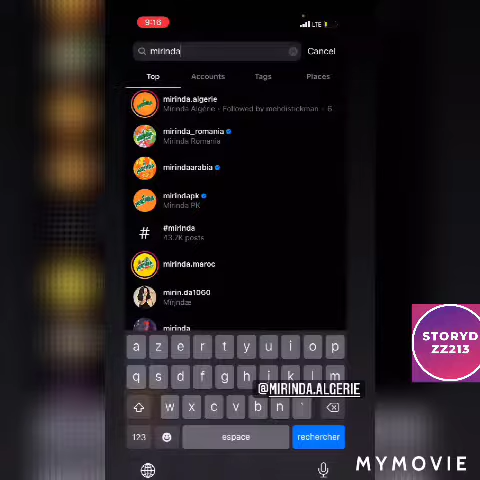 9:16
LTE
mirinda
Cancel
Top Accounts Tags Places
mirinda.algerie
Mirinda Algérie • Followed by mehdistickman + 6
mirinda_romania
Mirinda Romania
mirindaarabia
mirindapk
Mirinda PK
#mirinda
43.7K posts
mirinda.maroc
mirin.da1060
mirinda
a z e r t y u i o p
q s d f g h j k l m
@MIRINDA.ALGERIE
w x c v b n '
123 espace rechercher
STORYD
ZZ213
MYMOVIE